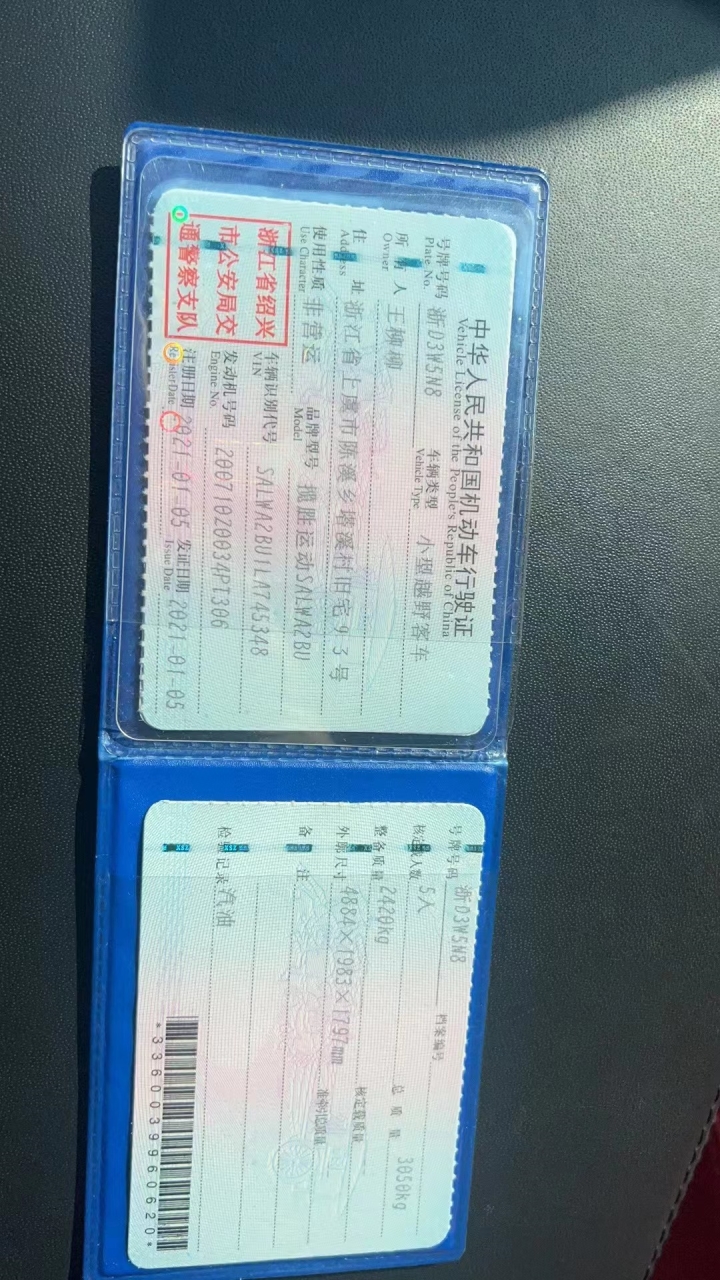 中华人民共和国机动车行驶证
Vehicle License of the People's Republic of China
号牌号码 浙D3W5N8 车辆类型 小型越野客车
Plate No. Vehicle Type
所有人 王柳柳
Owner
住址 浙江省上虞市陈溪乡塔溪村旧宅93号
Address
使用性质 非营运 品牌型号 揽胜运动SALWA2BU
Use Character Model
浙江省绍兴
市公安局交
通警察支队
车辆识别代号 SALWA2BU1LA745348
VIN
发动机号码 20071020034PT306
Engine No.
注册日期 2021-01-05 发证日期 2021-01-05
Register Date Issue Date
号牌号码 浙D3W5N8 档案编号
核定载人数 5人 总质量 3050kg
整备质量 2420kg 核定载质量
外廓尺寸 4884×1983×1797mm 准牵引总质量
备注
检验记录 汽油
*3360039960620*